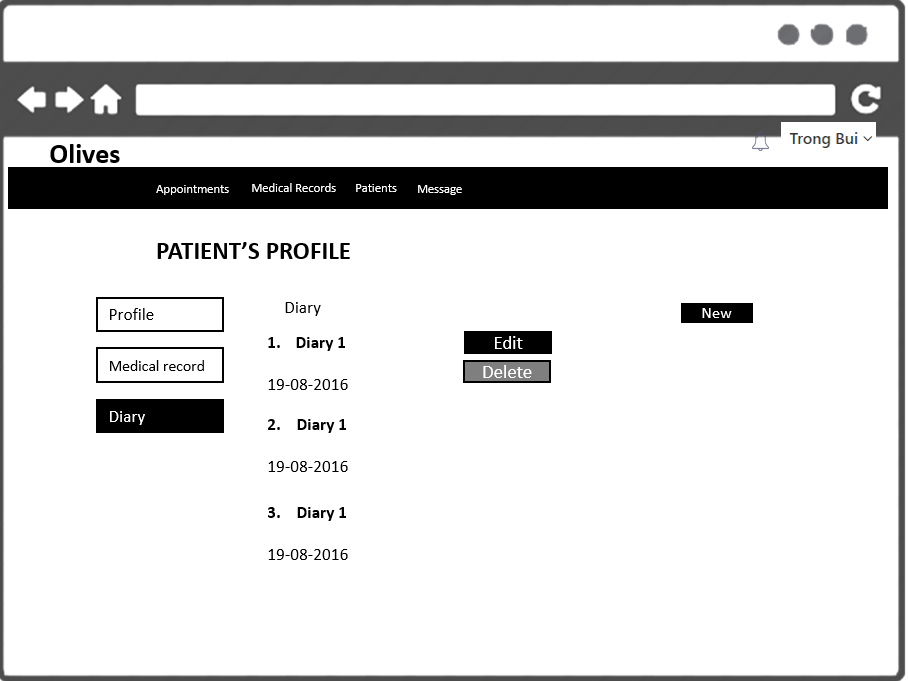 Trong Bui
Olives
Appointments Medical Records Patients Message
PATIENT’S PROFILE
Profile
Medical record
Diary
Diary
New
1. Diary 1
Edit
Delete
19-08-2016
2. Diary 1
19-08-2016
3. Diary 1
19-08-2016